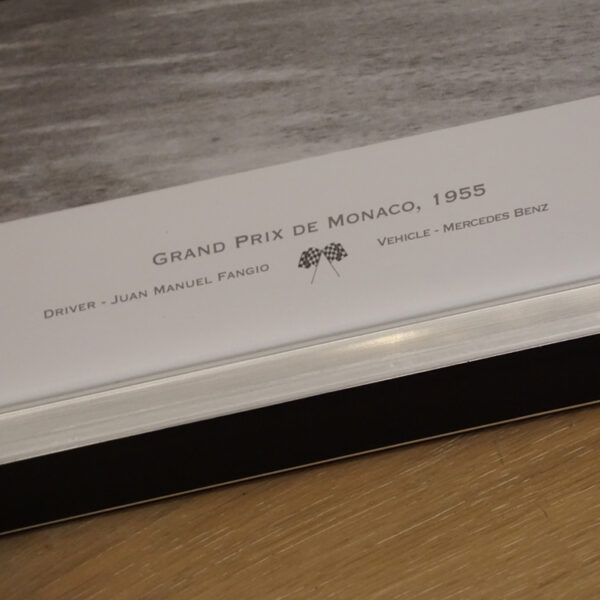 Grand Prix de Monaco, 1955
Driver - Juan Manuel Fangio
Vehicle - Mercedes Benz